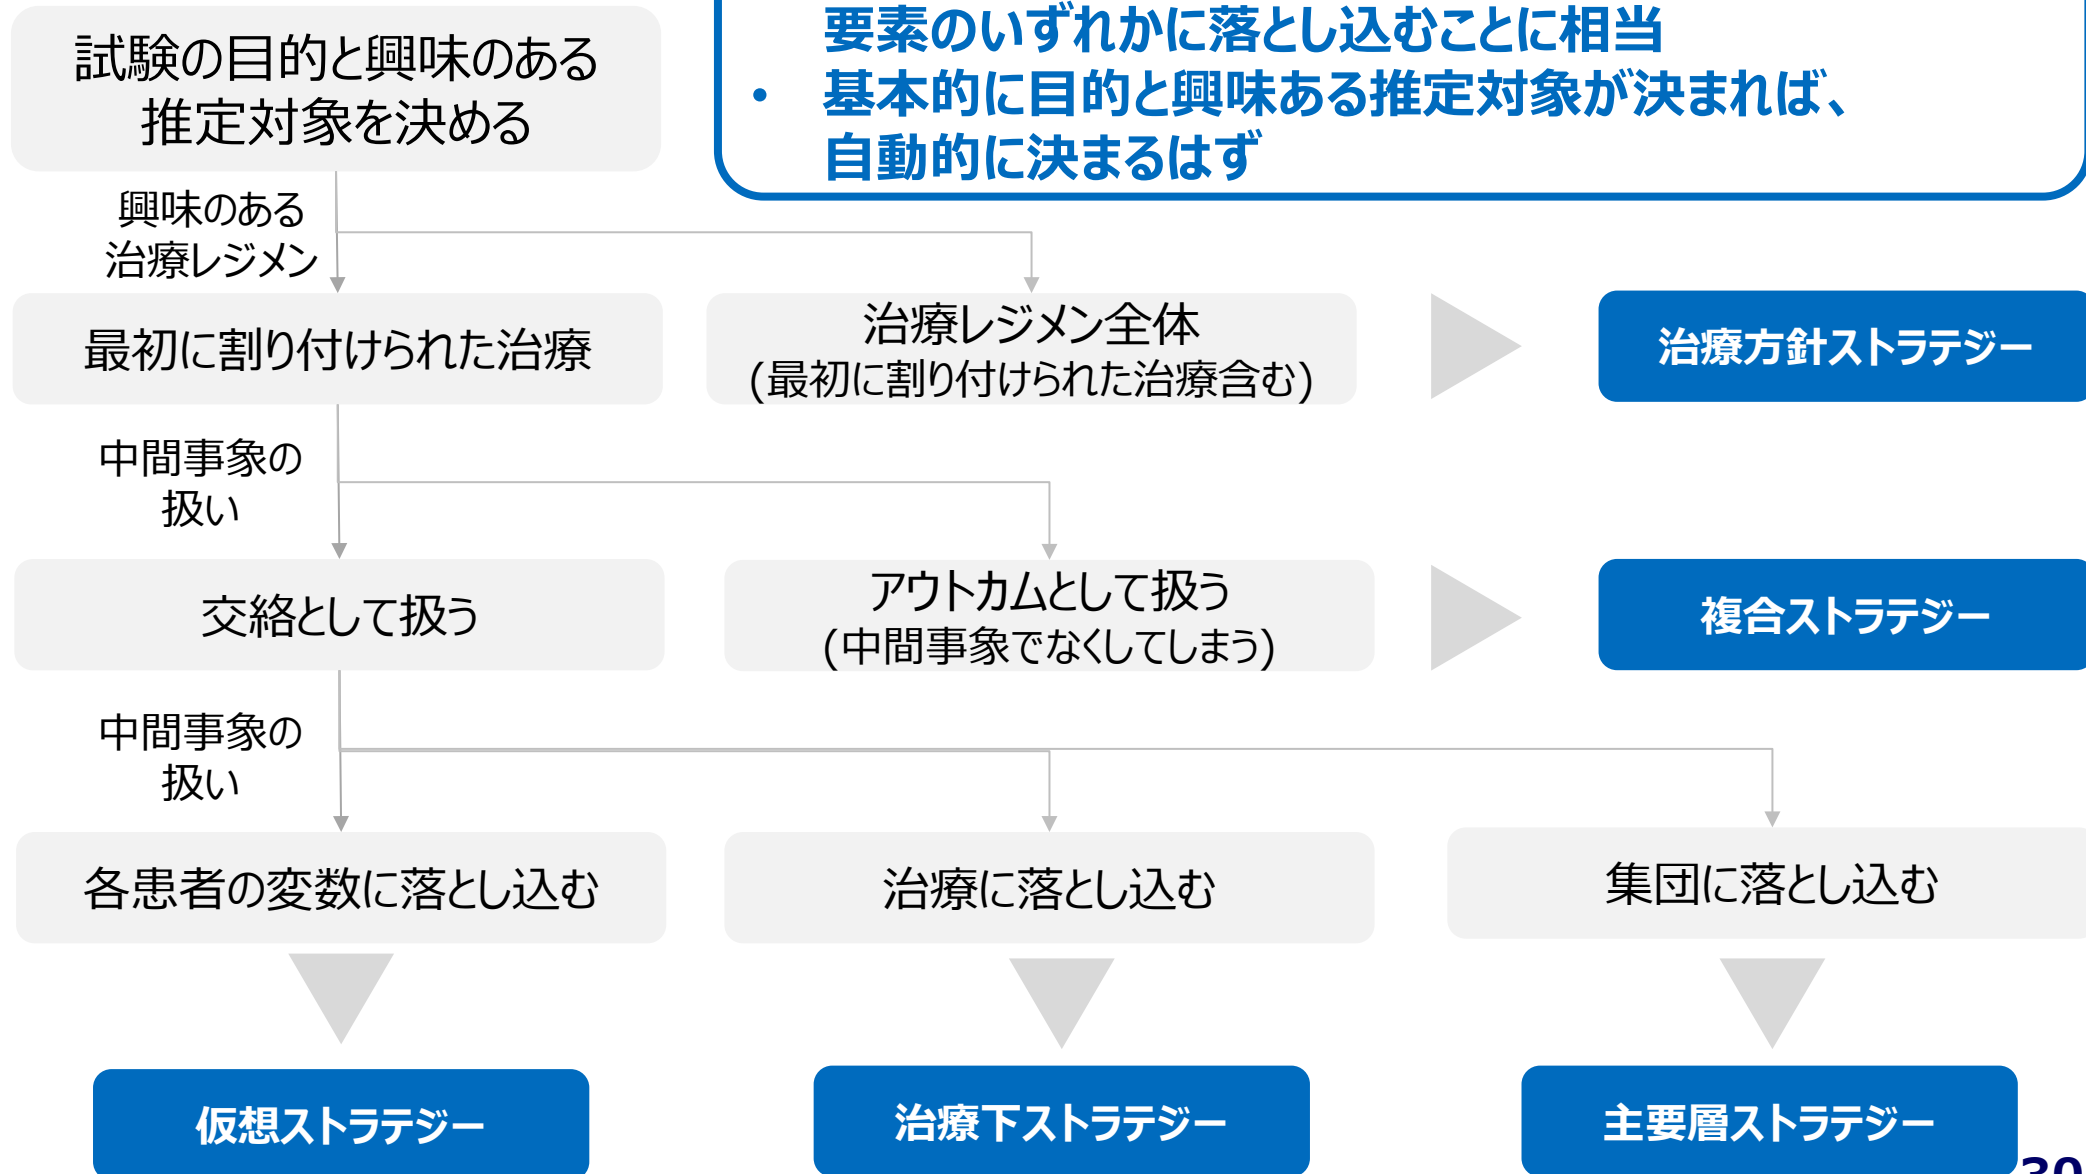 要素のいずれかに落とし込むことに相当
• 基本的に目的と興味ある推定対象が決まれば、
自動的に決まるはず
試験の目的と興味のある
推定対象を決める
興味のある
治療レジメン
最初に割り付けられた治療
治療レジメン全体
(最初に割り付けられた治療含む)
治療方針ストラテジー
中間事象の
扱い
交絡として扱う
アウトカムとして扱う
(中間事象でなくしてしまう)
複合ストラテジー
中間事象の
扱い
各患者の変数に落とし込む
治療に落とし込む
集団に落とし込む
仮想ストラテジー
治療下ストラテジー
主要層ストラテジー
30